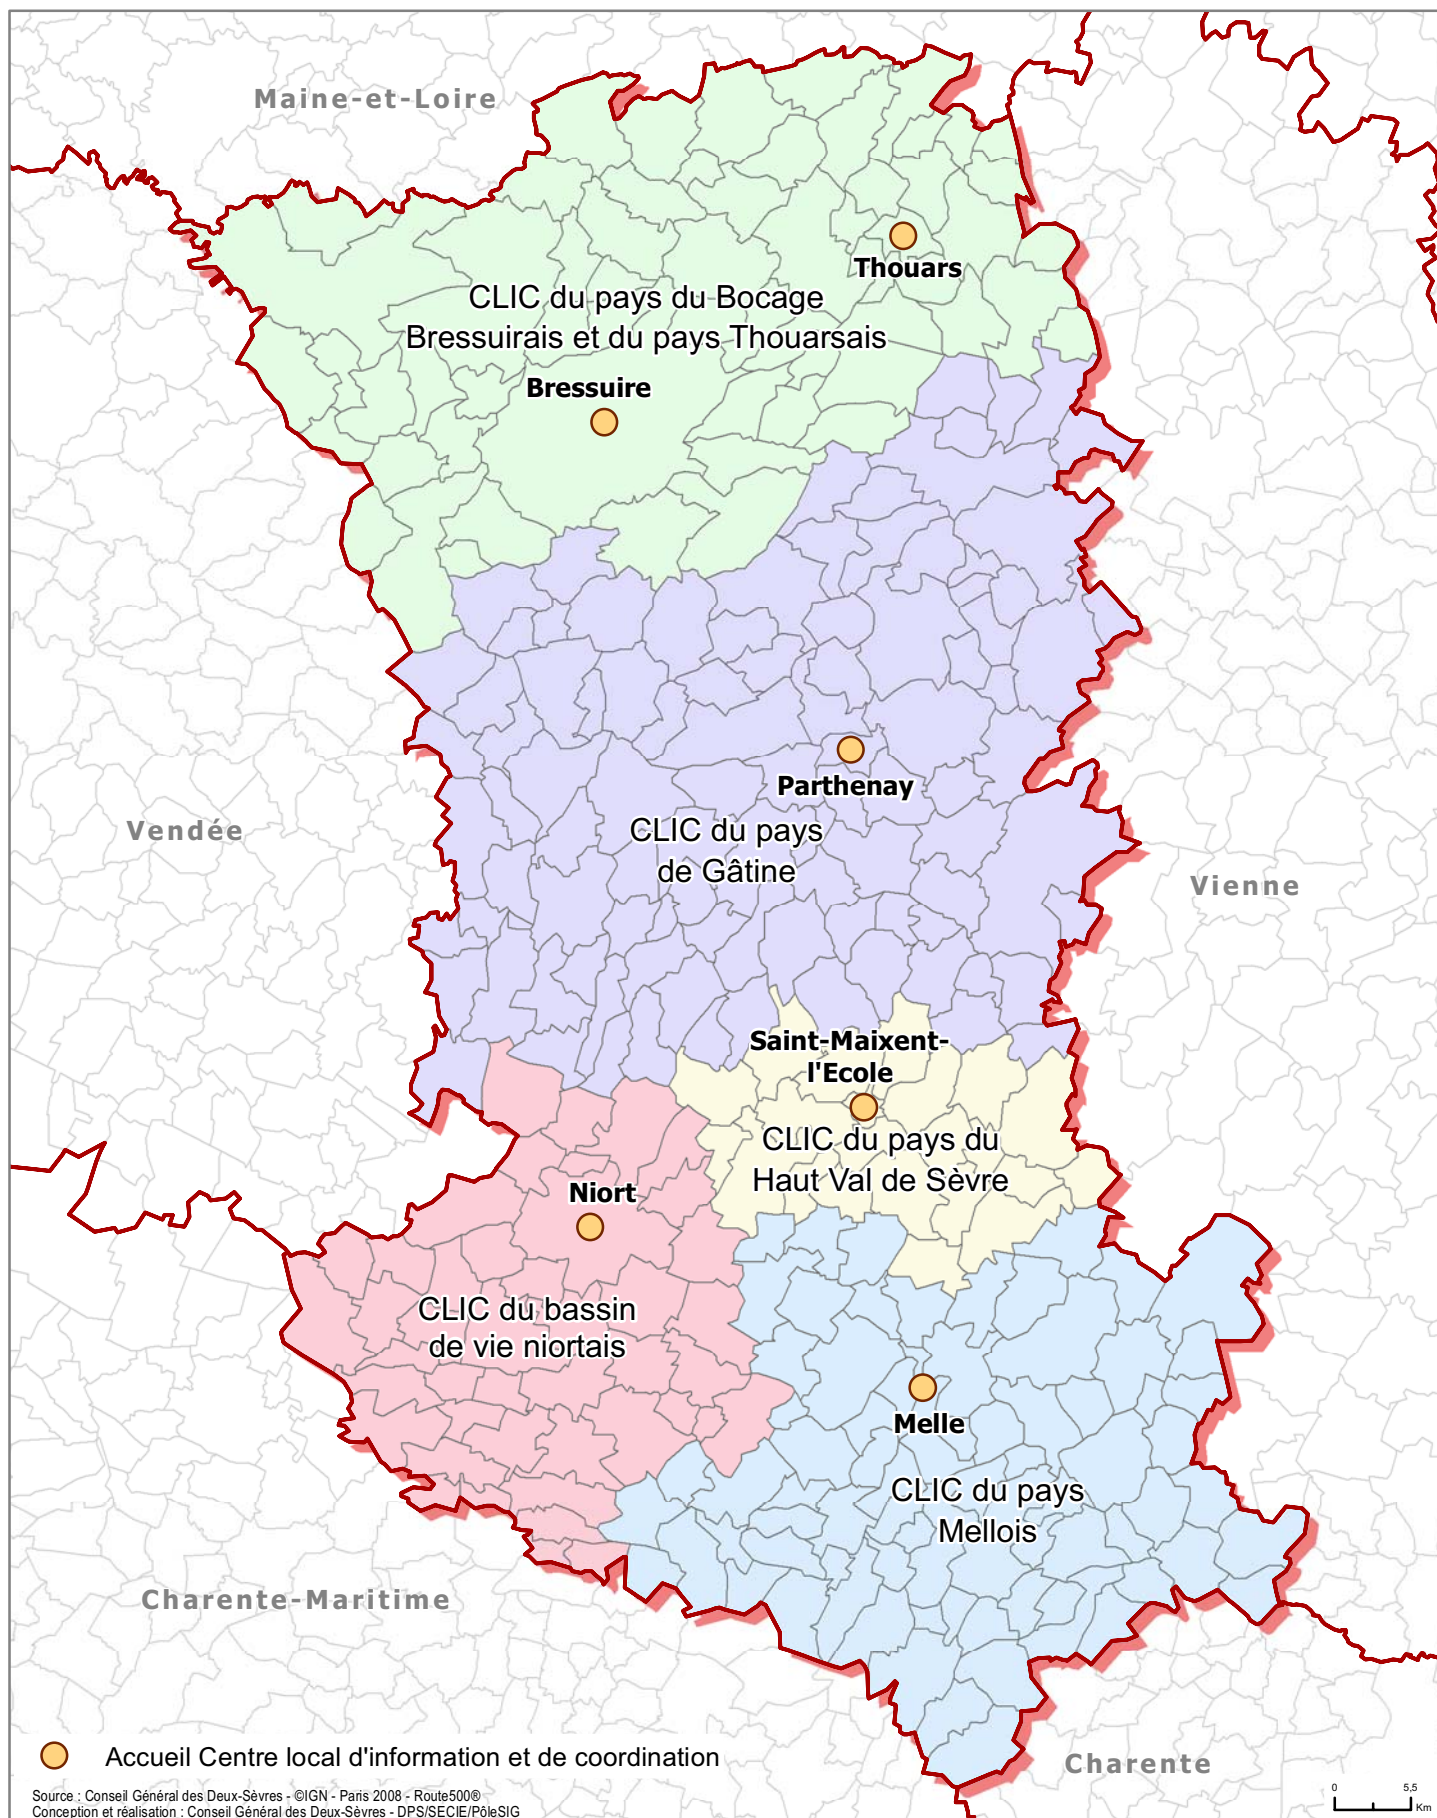 Maine-et-Loire
Thouars
CLIC du pays du Bocage
Bressuirais et du pays Thouarsais
Bressuire
Parthenay
CLIC du pays
de Gâtine
Vendée
Vienne
Saint-Maixent-
l'Ecole
CLIC du pays du
Haut Val de Sèvre
Niort
CLIC du bassin
de vie niortais
Melle
CLIC du pays
Mellois
Charente-Maritime
Charente
Accueil Centre local d'information et de coordination
Source : Conseil Général des Deux-Sèvres - ©IGN - Paris 2008 - Route500®
Conception et réalisation : Conseil Général des Deux-Sèvres - DPS/SECIE/PôleSIG
0 5,5
Km